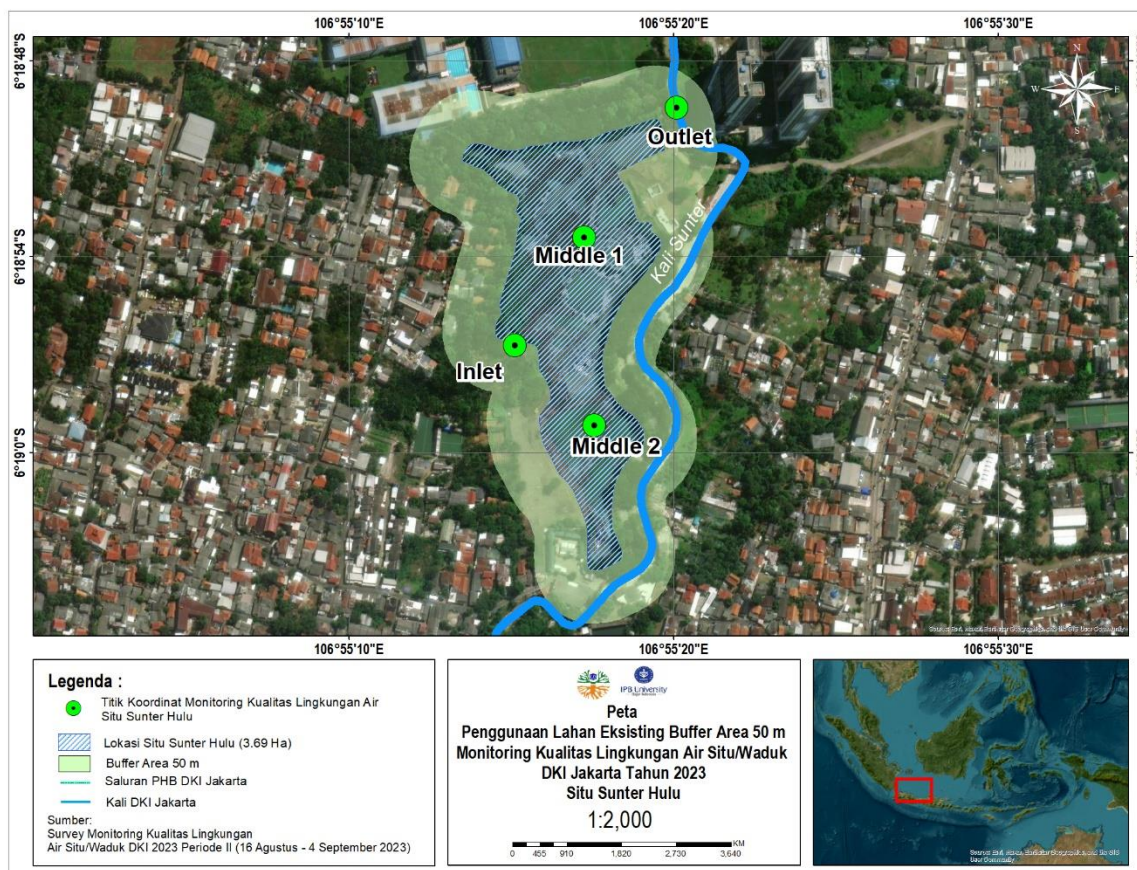 106°55'10"E
106°55'20"E
106°55'30"E
6°18'48"S
N
W
E
S
Outlet
Kali Sunter
6°18'54"S
Middle 1
Inlet
Middle 2
6°19'0"S
106°55'10"E
106°55'20"E
106°55'30"E
Legenda :
Titik Koordinat Monitoring Kualitas Lingkungan Air
Situ Sunter Hulu
Lokasi Situ Sunter Hulu (3.69 Ha)
Buffer Area 50 m
Saluran PHB DKI Jakarta
Kali DKI Jakarta
Sumber:
Survey Monitoring Kualitas Lingkungan
Air Situ/Waduk DKI 2023 Periode II (16 Agustus - 4 September 2023)
IPB University
Peta
Penggunaan Lahan Eksisting Buffer Area 50 m
Monitoring Kualitas Lingkungan Air Situ/Waduk
DKI Jakarta Tahun 2023
Situ Sunter Hulu
1:2,000
KM
0 455 910 1,820 2,730 3,640